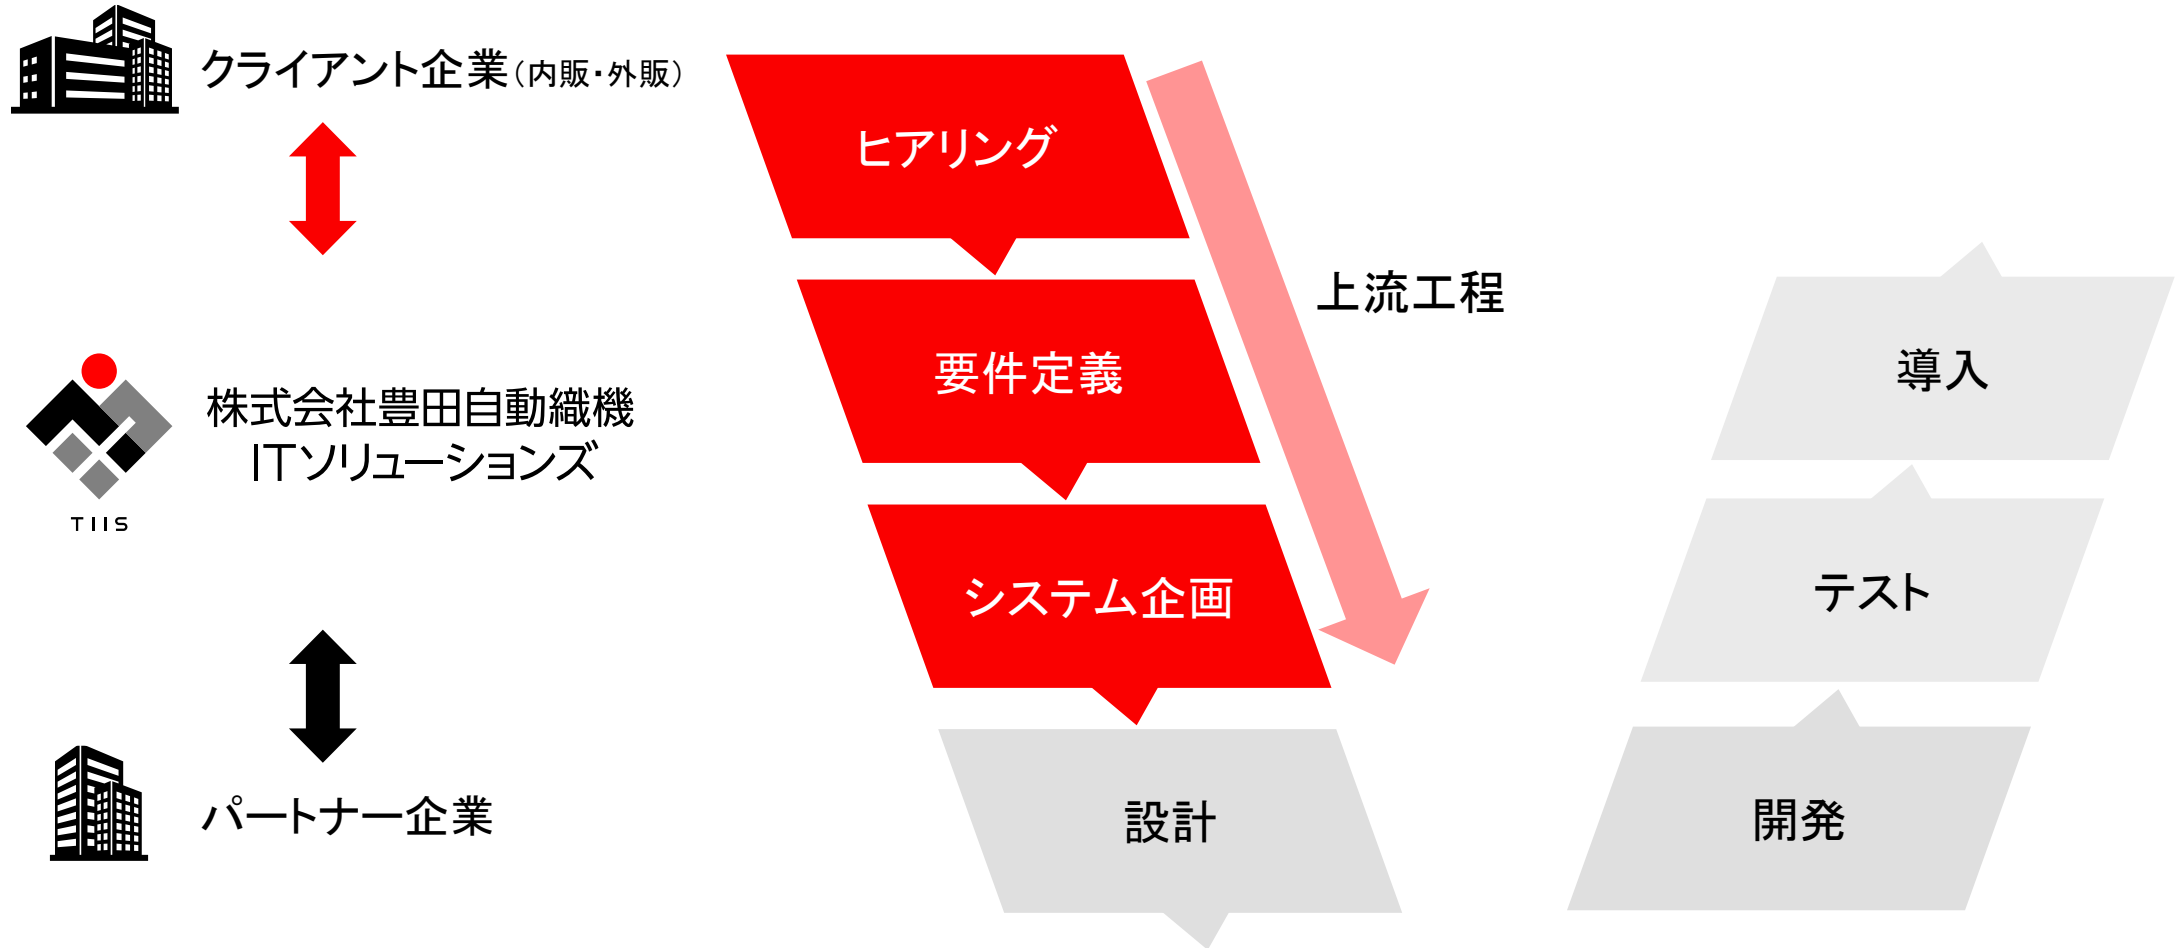 クライアント企業（内販・外販）
株式会社豊田自動織機
ITソリューションズ
TIIS
パートナー企業
ヒアリング
要件定義
システム企画
設計
上流工程
導入
テスト
開発